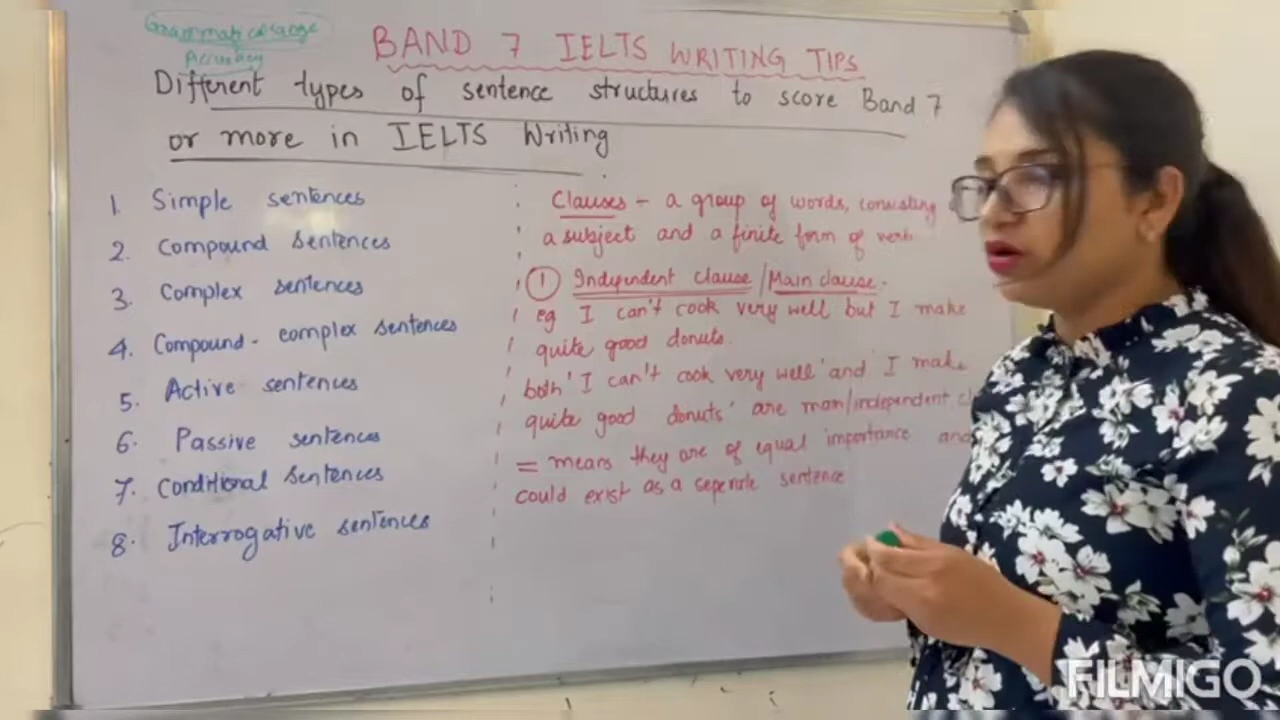 Grammatical range
Accuracy
BAND 7 IELTS WRITING TIPS
Different types of sentence structures to score Band 7
or more in IELTS Writing
1. Simple sentences
2. Compound sentences
3. Complex sentences
4. Compound-complex sentences
5. Active sentences
6. Passive sentences
7. Conditional sentences
8. Interrogative sentences
Clauses - a group of words, consisting
a subject and a finite form of verb
1 Independent clause / Main clause.
eg I can't cook very well but I make
quite good donuts.
both 'I can't cook very well' and 'I make
quite good donuts' are main/independent cl
= means they are of equal importance and
could exist as a seperate sentence
FILMIGO